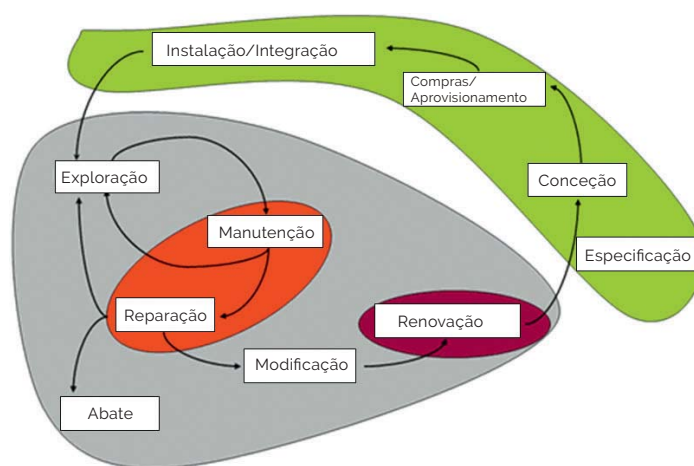 Instalação/Integração
Compras/
Aprovisionamento
Exploração
Conceção
Manutenção
Especificação
Reparação
Renovação
Modificação
Abate